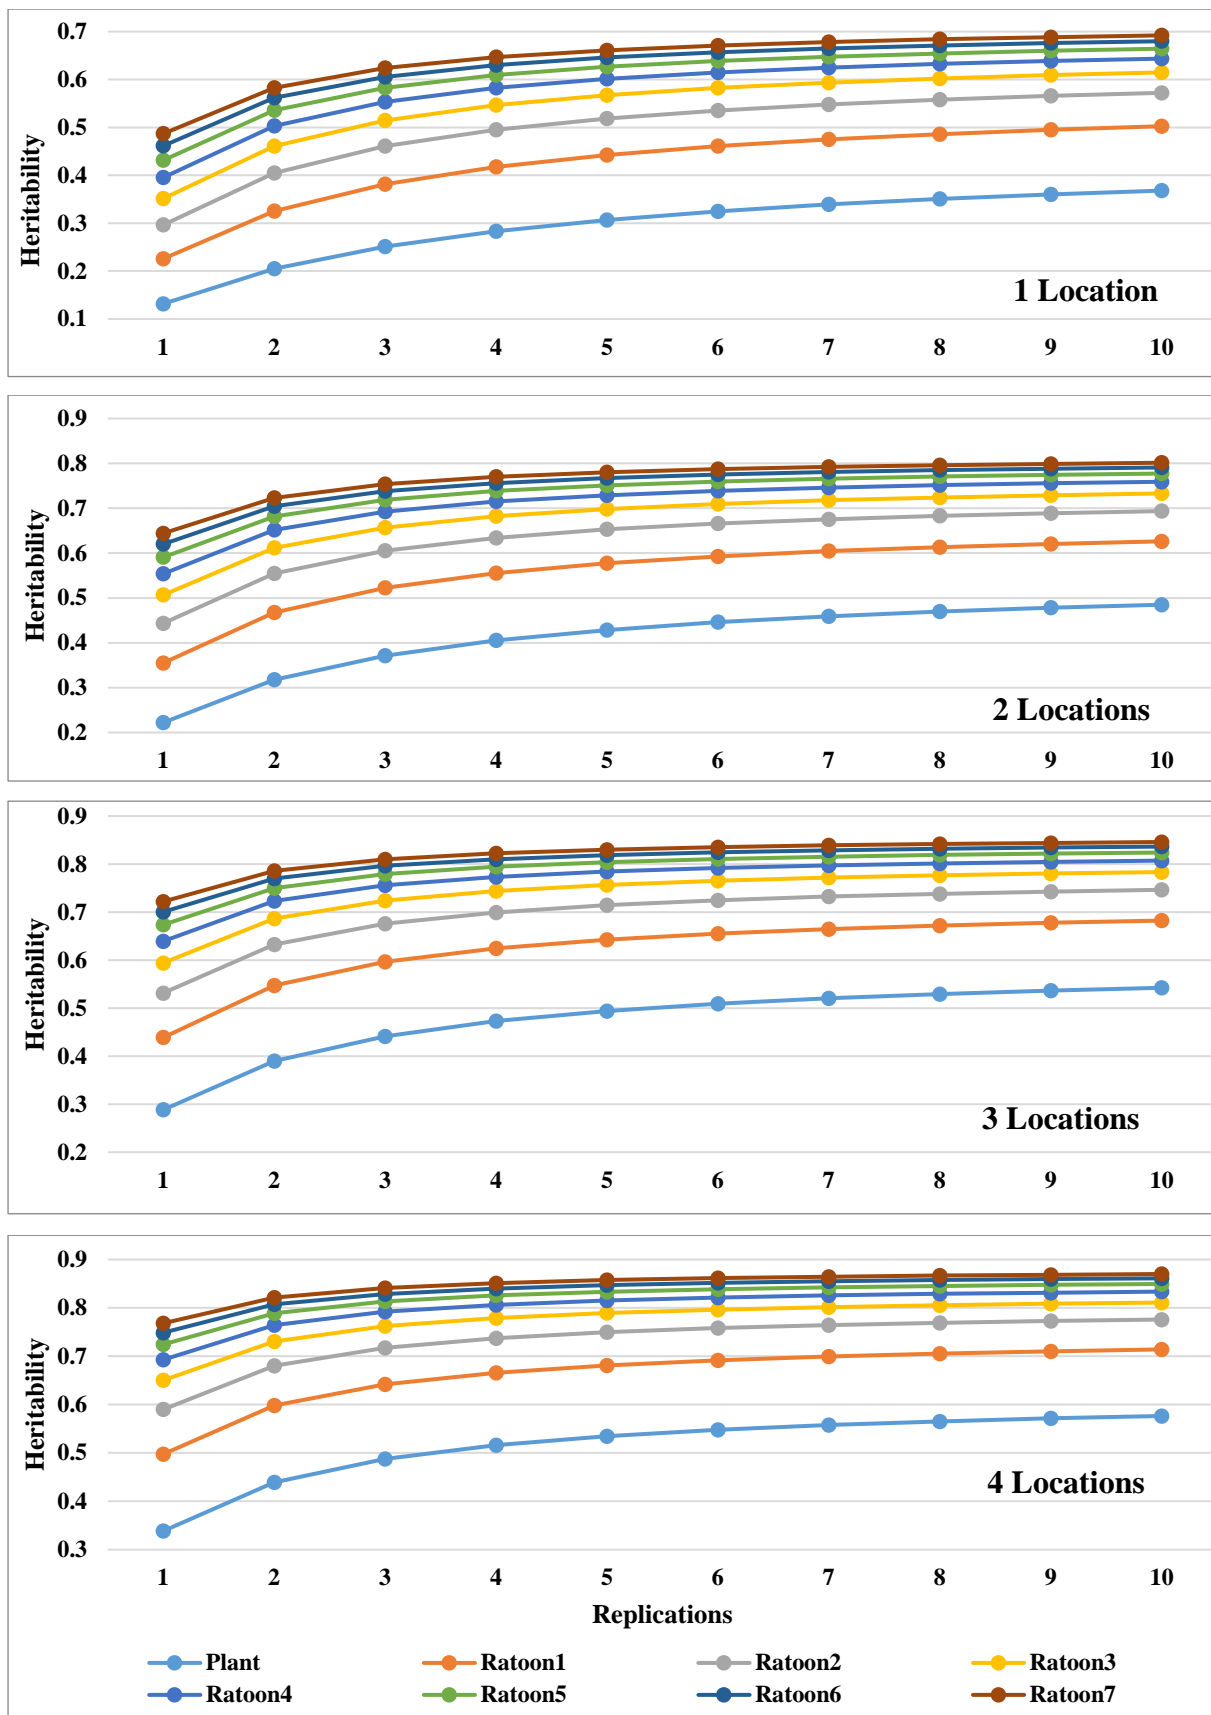 0.7
0.6
0.5
0.4
0.3
0.2
0.1
Heritability
1 Location
1 2 3 4 5 6 7 8 9 10
0.9
0.8
0.7
0.6
0.5
0.4
0.3
0.2
Heritability
2 Locations
1 2 3 4 5 6 7 8 9 10
0.9
0.8
0.7
0.6
0.5
0.4
0.3
0.2
Heritability
3 Locations
1 2 3 4 5 6 7 8 9 10
0.9
0.8
0.7
0.6
0.5
0.4
0.3
Heritability
4 Locations
1 2 3 4 5 6 7 8 9 10
Replications
Plant Ratoon1 Ratoon2 Ratoon3
Ratoon4 Ratoon5 Ratoon6 Ratoon7